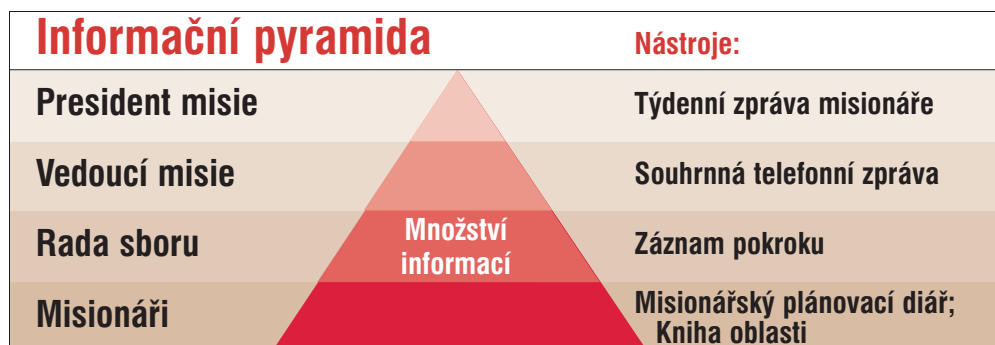 Informační pyramida
Nástroje:
President misie
Týdenní zpráva misionáře
Vedoucí misie
Souhrnná telefonní zpráva
Rada sboru
Množství
informací
Záznam pokroku
Misionáři
Misionářský plánovací diář;
Kniha oblasti